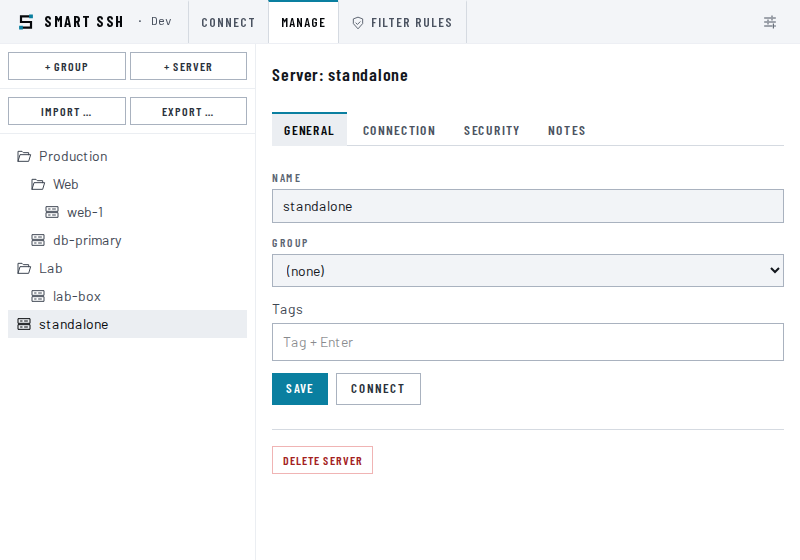 SMART SSH · Dev CONNECT MANAGE FILTER RULES
+ GROUP + SERVER
IMPORT ... EXPORT ...
Production
Web
web-1
db-primary
Lab
lab-box
standalone
Server: standalone
GENERAL CONNECTION SECURITY NOTES
NAME
standalone
GROUP
(none)
Tags
Tag + Enter
SAVE CONNECT
DELETE SERVER